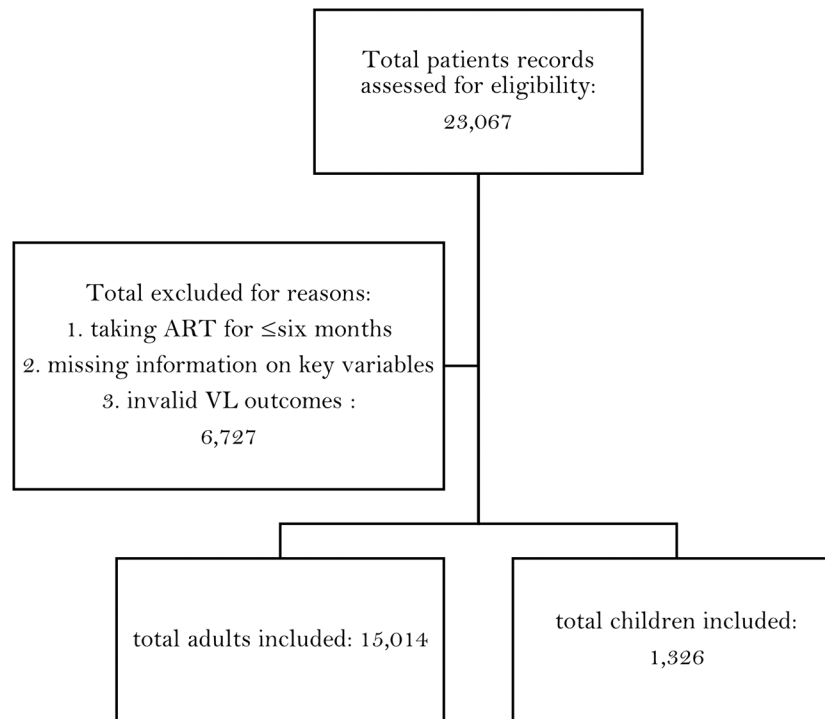 Total patients records
assessed for eligibility:
23,067
Total excluded for reasons:
1. taking ART for ≤six months
2. missing information on key variables
3. invalid VL outcomes :
6,727
total adults included: 15,014
total children included:
1,326